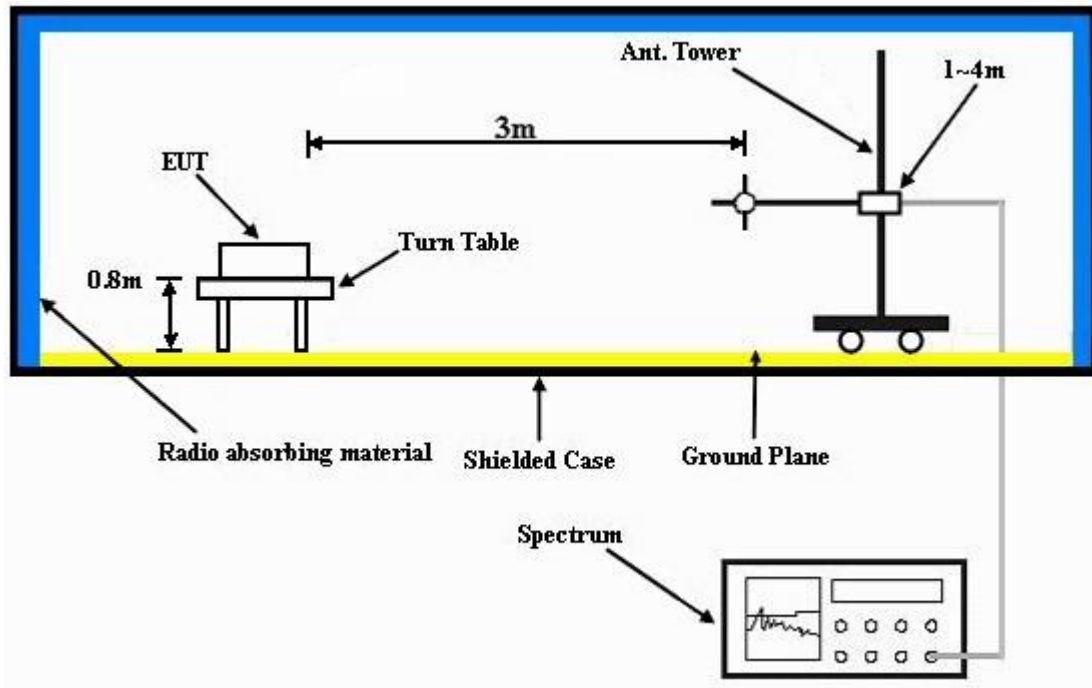 Ant. Tower
1~4m
3m
EUT
Turn Table
0.8m
Radio absorbing material
Shielded Case
Ground Plane
Spectrum